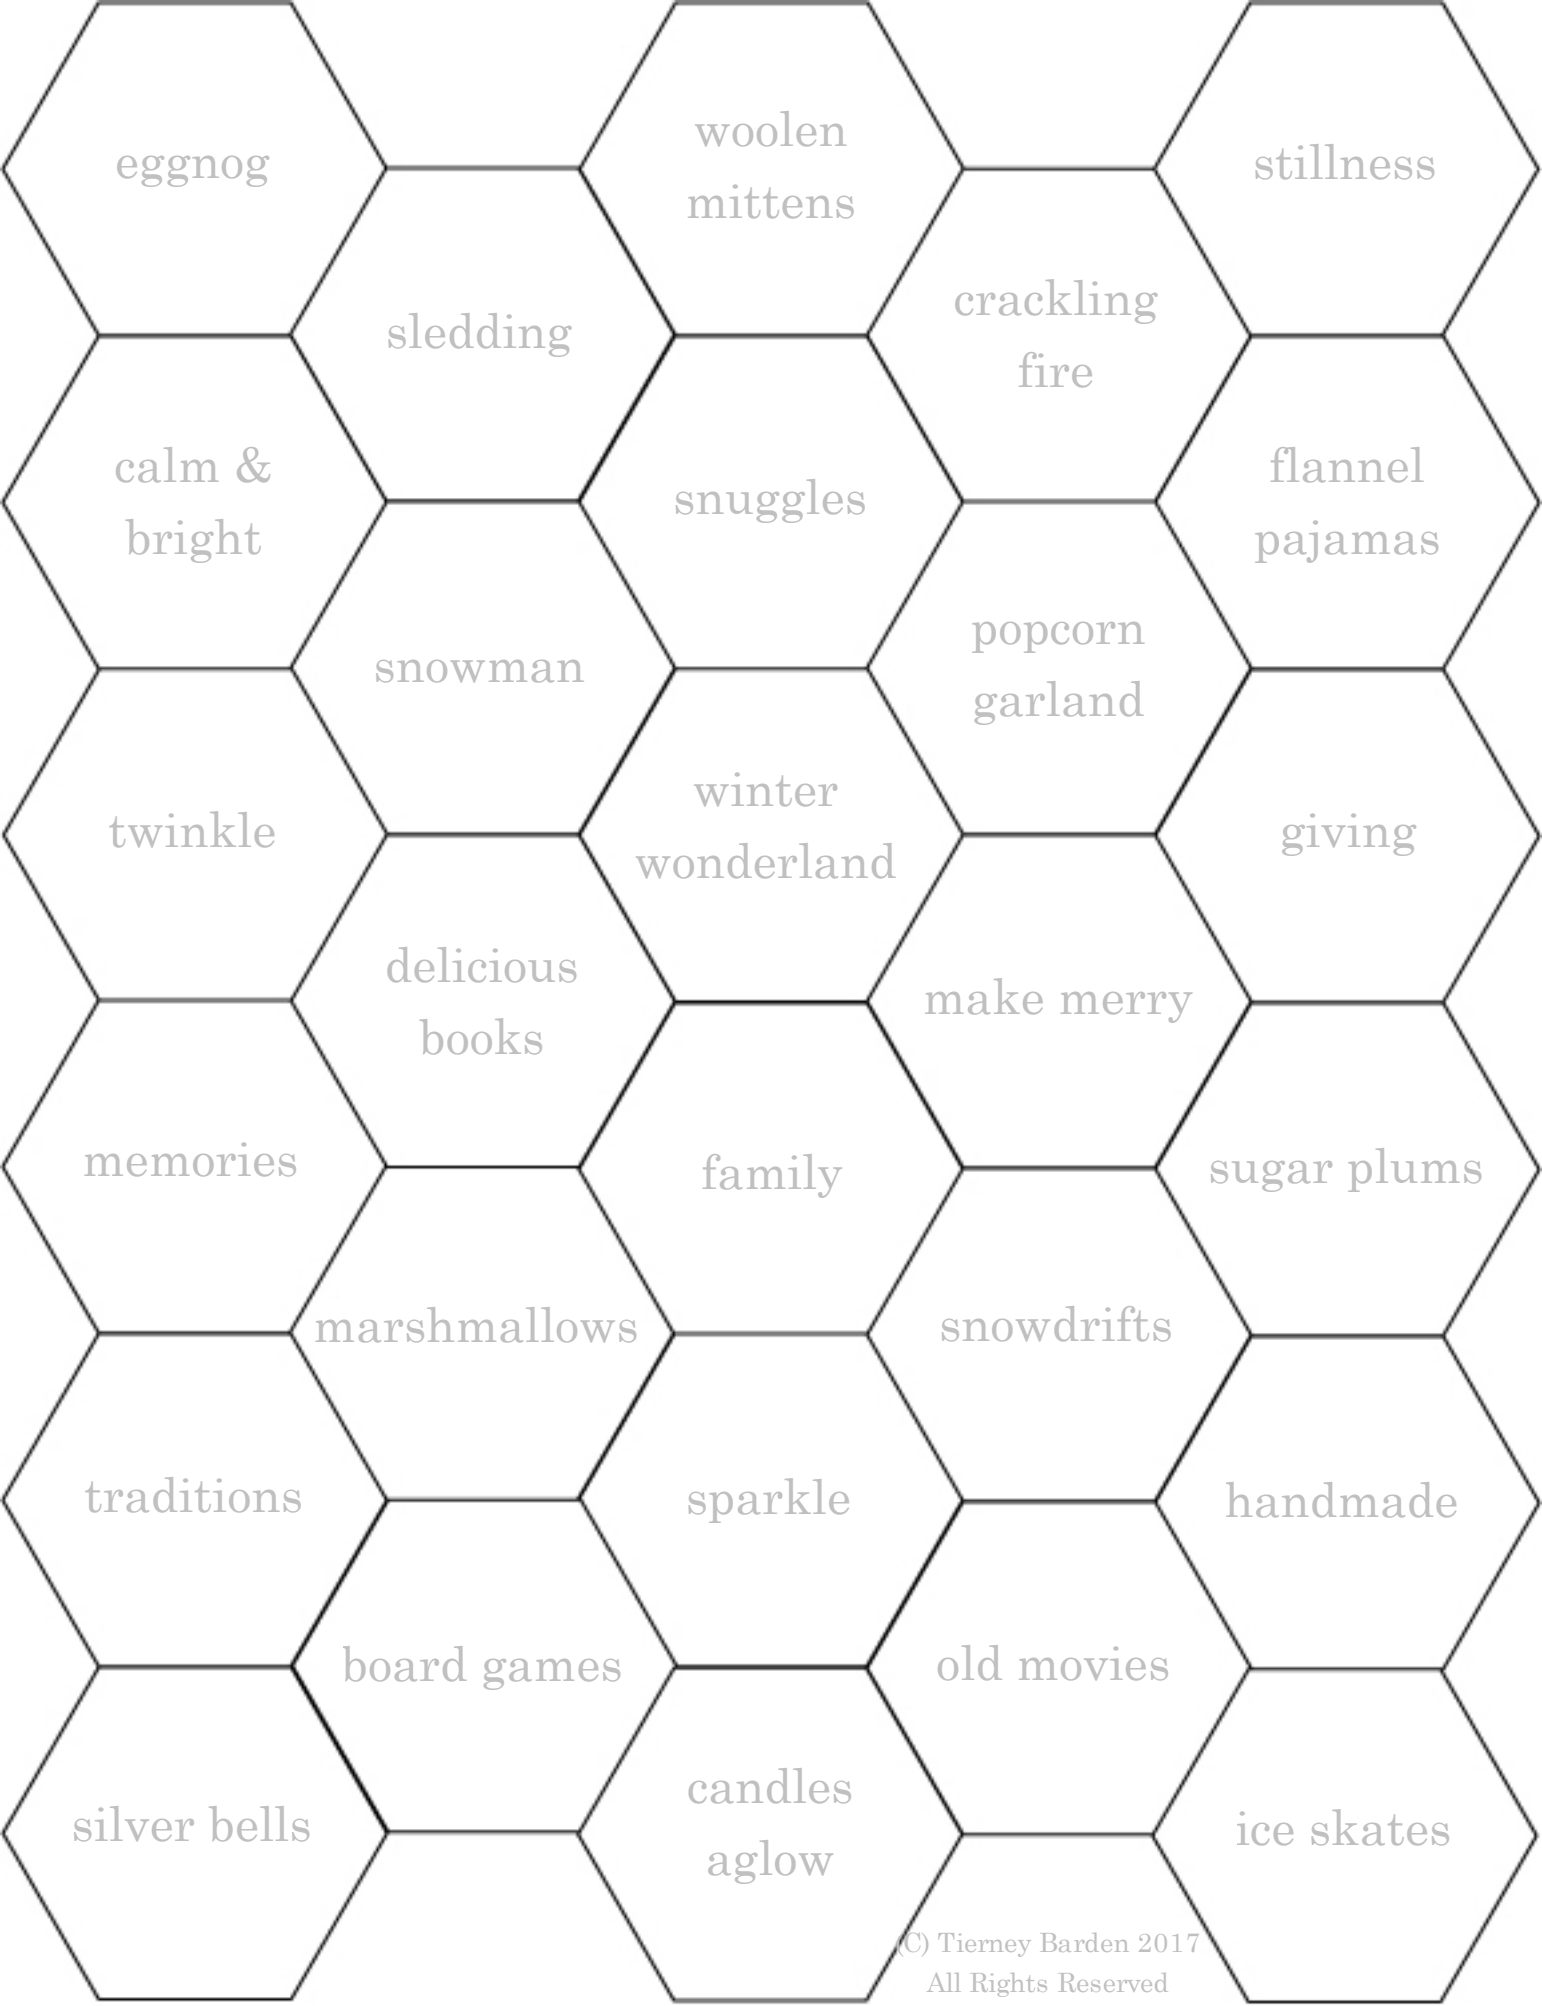 eggnog
woolen
mittens
stillness
sledding
crackling
fire
calm &
bright
snuggles
flannel
pajamas
snowman
popcorn
garland
twinkle
winter
wonderland
giving
delicious
books
make merry
memories
family
sugar plums
marshmallows
snowdrifts
traditions
sparkle
handmade
board games
old movies
silver bells
candles
aglow
ice skates
(C) Tierney Barden 2017
All Rights Reserved